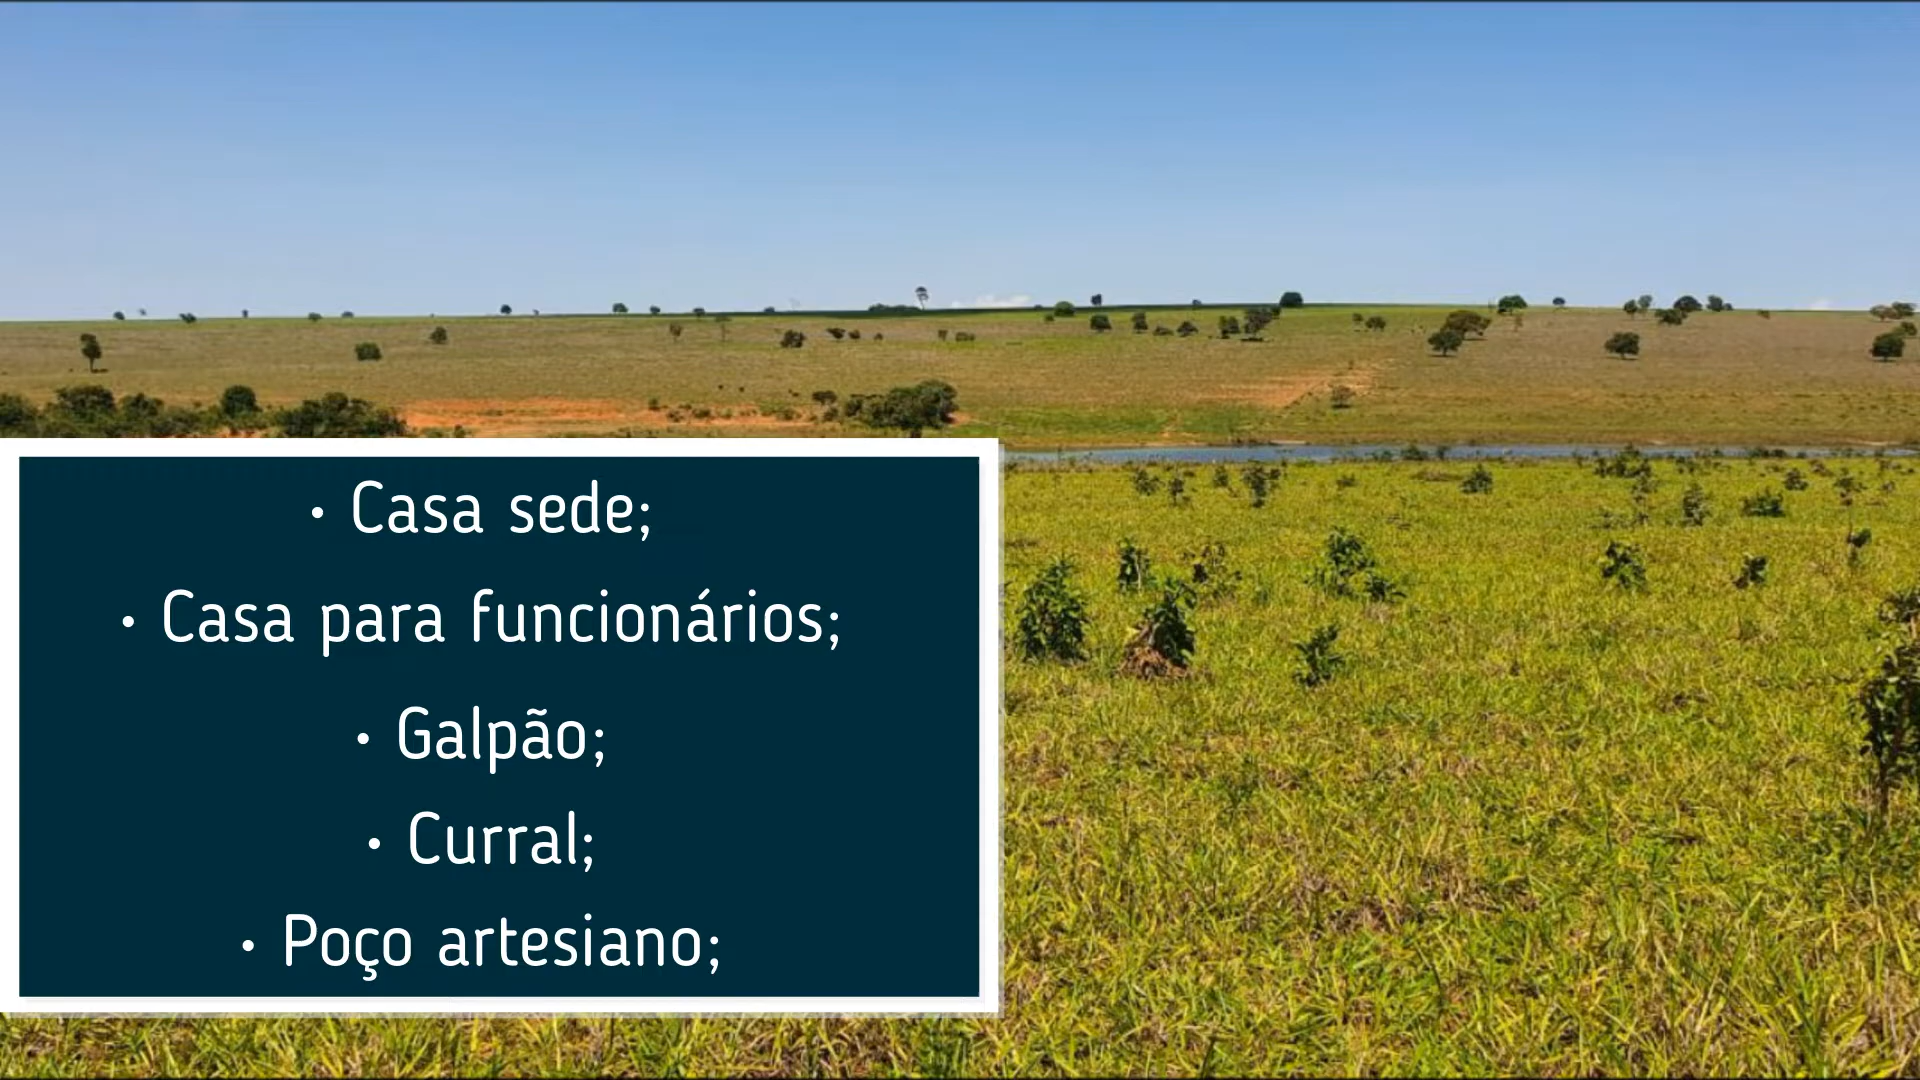 • Casa sede;
• Casa para funcionários;
• Galpão;
• Curral;
• Poço artesiano;